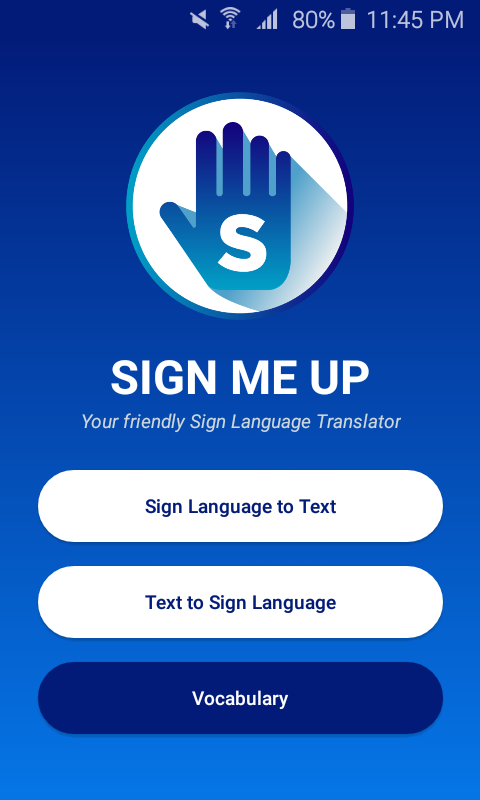 80% 11:45 PM
S
SIGN ME UP
Your friendly Sign Language Translator
Sign Language to Text
Text to Sign Language
Vocabulary